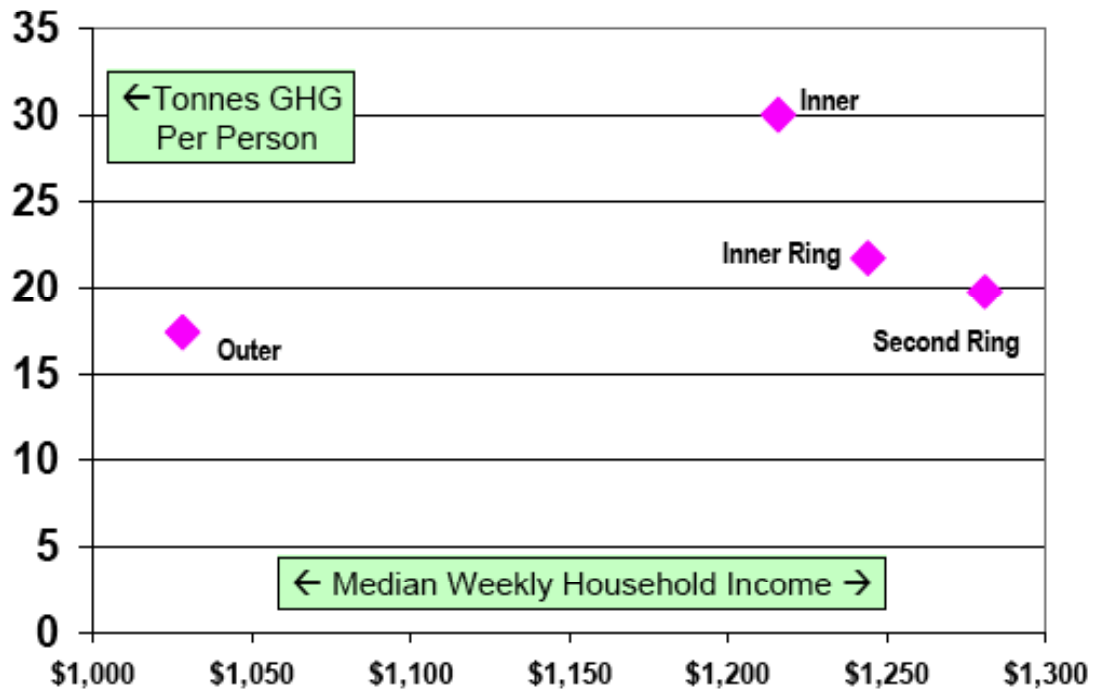 35
←Tonnes GHG
Per Person
Inner
30
25
Inner Ring
20
Second Ring
Outer
15
10
5
← Median Weekly Household Income →
0
$1,000 $1,050 $1,100 $1,150 $1,200 $1,250 $1,300